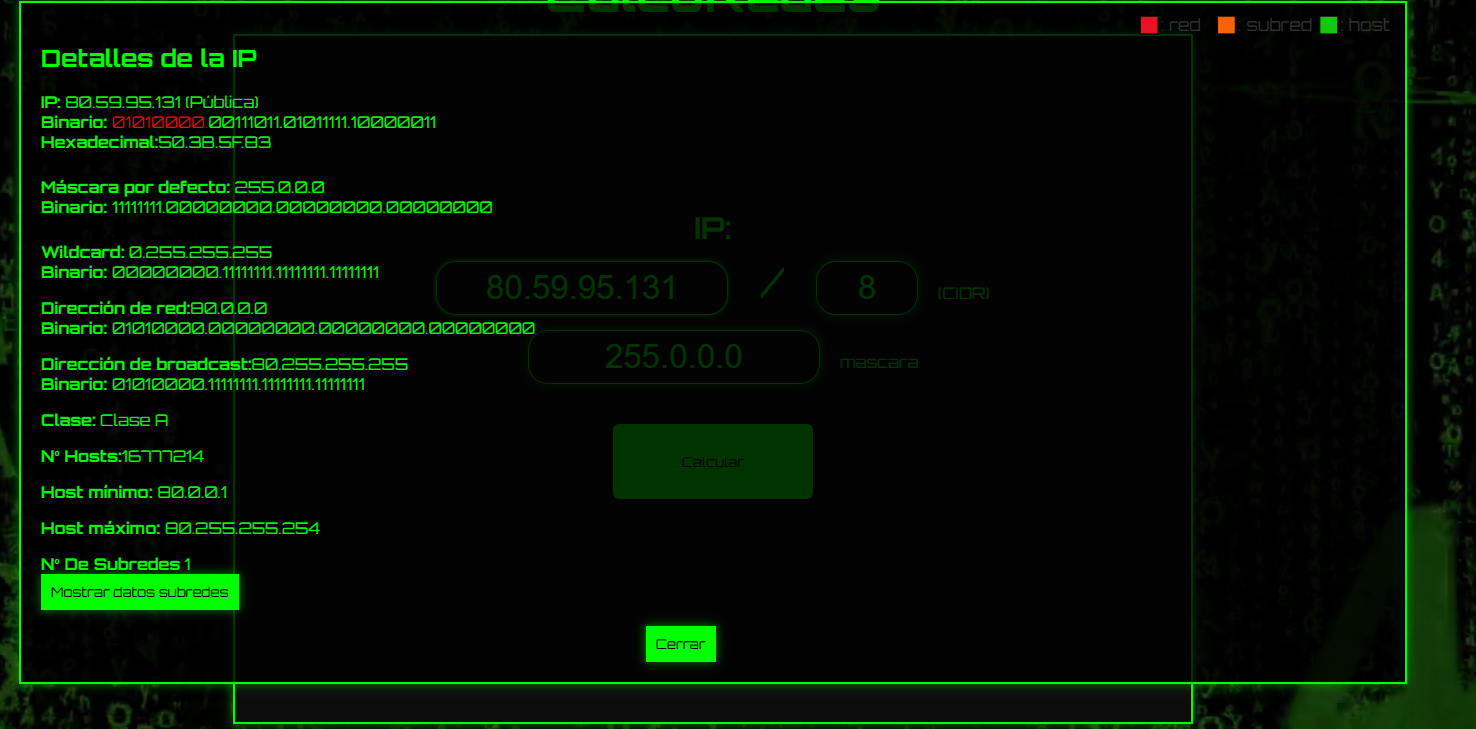 : red : subred : host
Detalles de la IP
IP: 80.59.95.131 (Pública)
Binario: 01010000.00111011.01011111.10000011
Hexadecimal:50.3B.5F.83
Máscara por defecto: 255.0.0.0
Binario: 11111111.00000000.00000000.00000000
Wildcard: 0.255.255.255
Binario: 00000000.11111111.11111111.11111111
Dirección de red:80.0.0.0
Binario: 01010000.00000000.00000000.00000000
Dirección de broadcast:80.255.255.255
Binario: 01010000.11111111.11111111.11111111
Clase: Clase A
Nº Hosts:16777214
Host mínimo: 80.0.0.1
Host máximo: 80.255.255.254
Nº De Subredes 1
Mostrar datos subredes
Cerrar
IP:
80.59.95.131 / 8 (CIDR)
255.0.0.0 mascara
Calcular